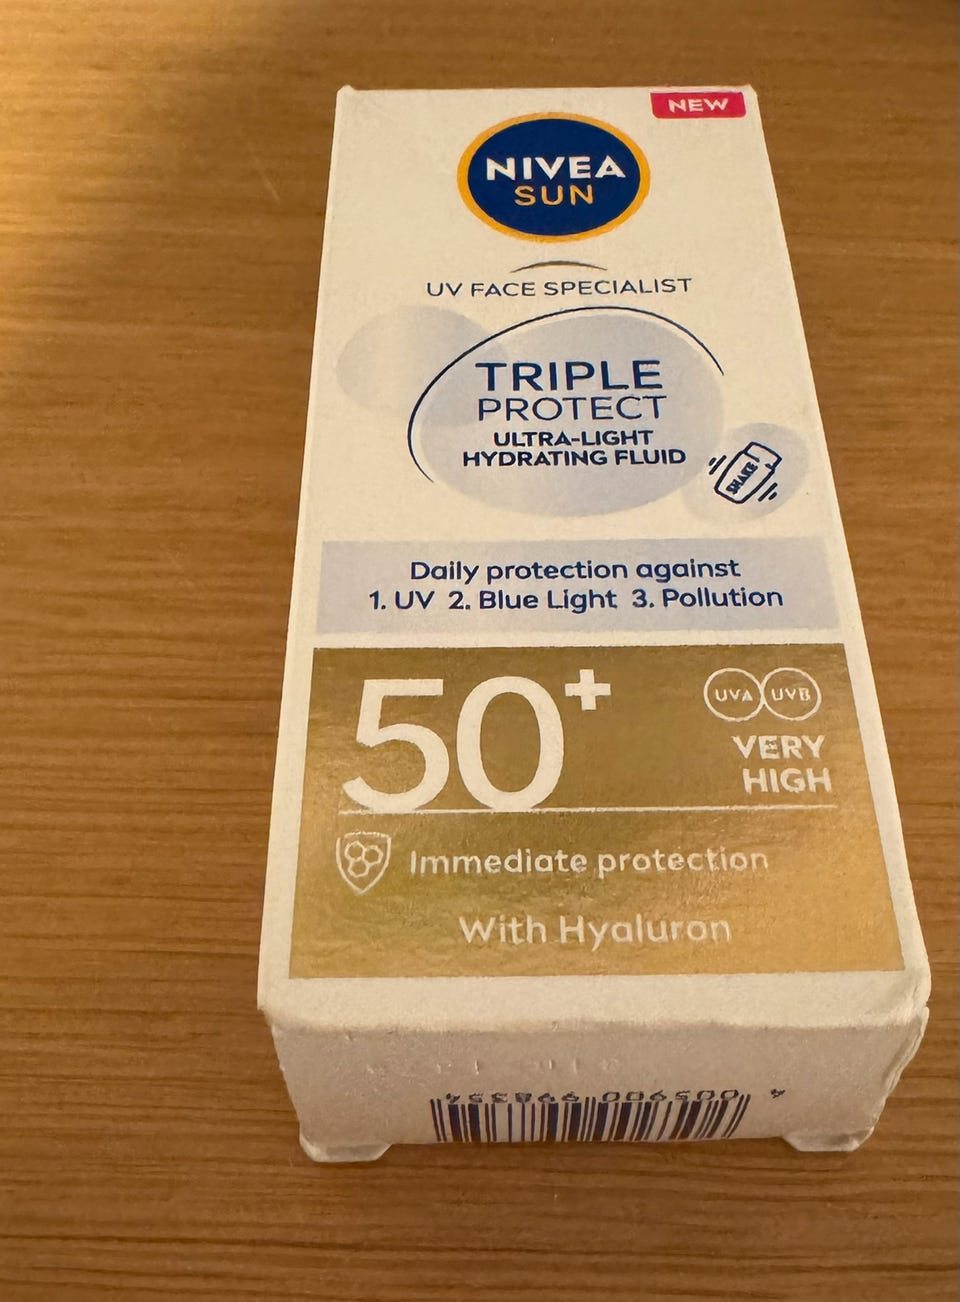 NEW
NIVEA
SUN
UV FACE SPECIALIST
TRIPLE
PROTECT
ULTRA-LIGHT
HYDRATING FLUID
SHAKE!
Daily protection against
1. UV 2. Blue Light 3. Pollution
50+
UVA UVB
VERY
HIGH
Immediate protection
With Hyaluron